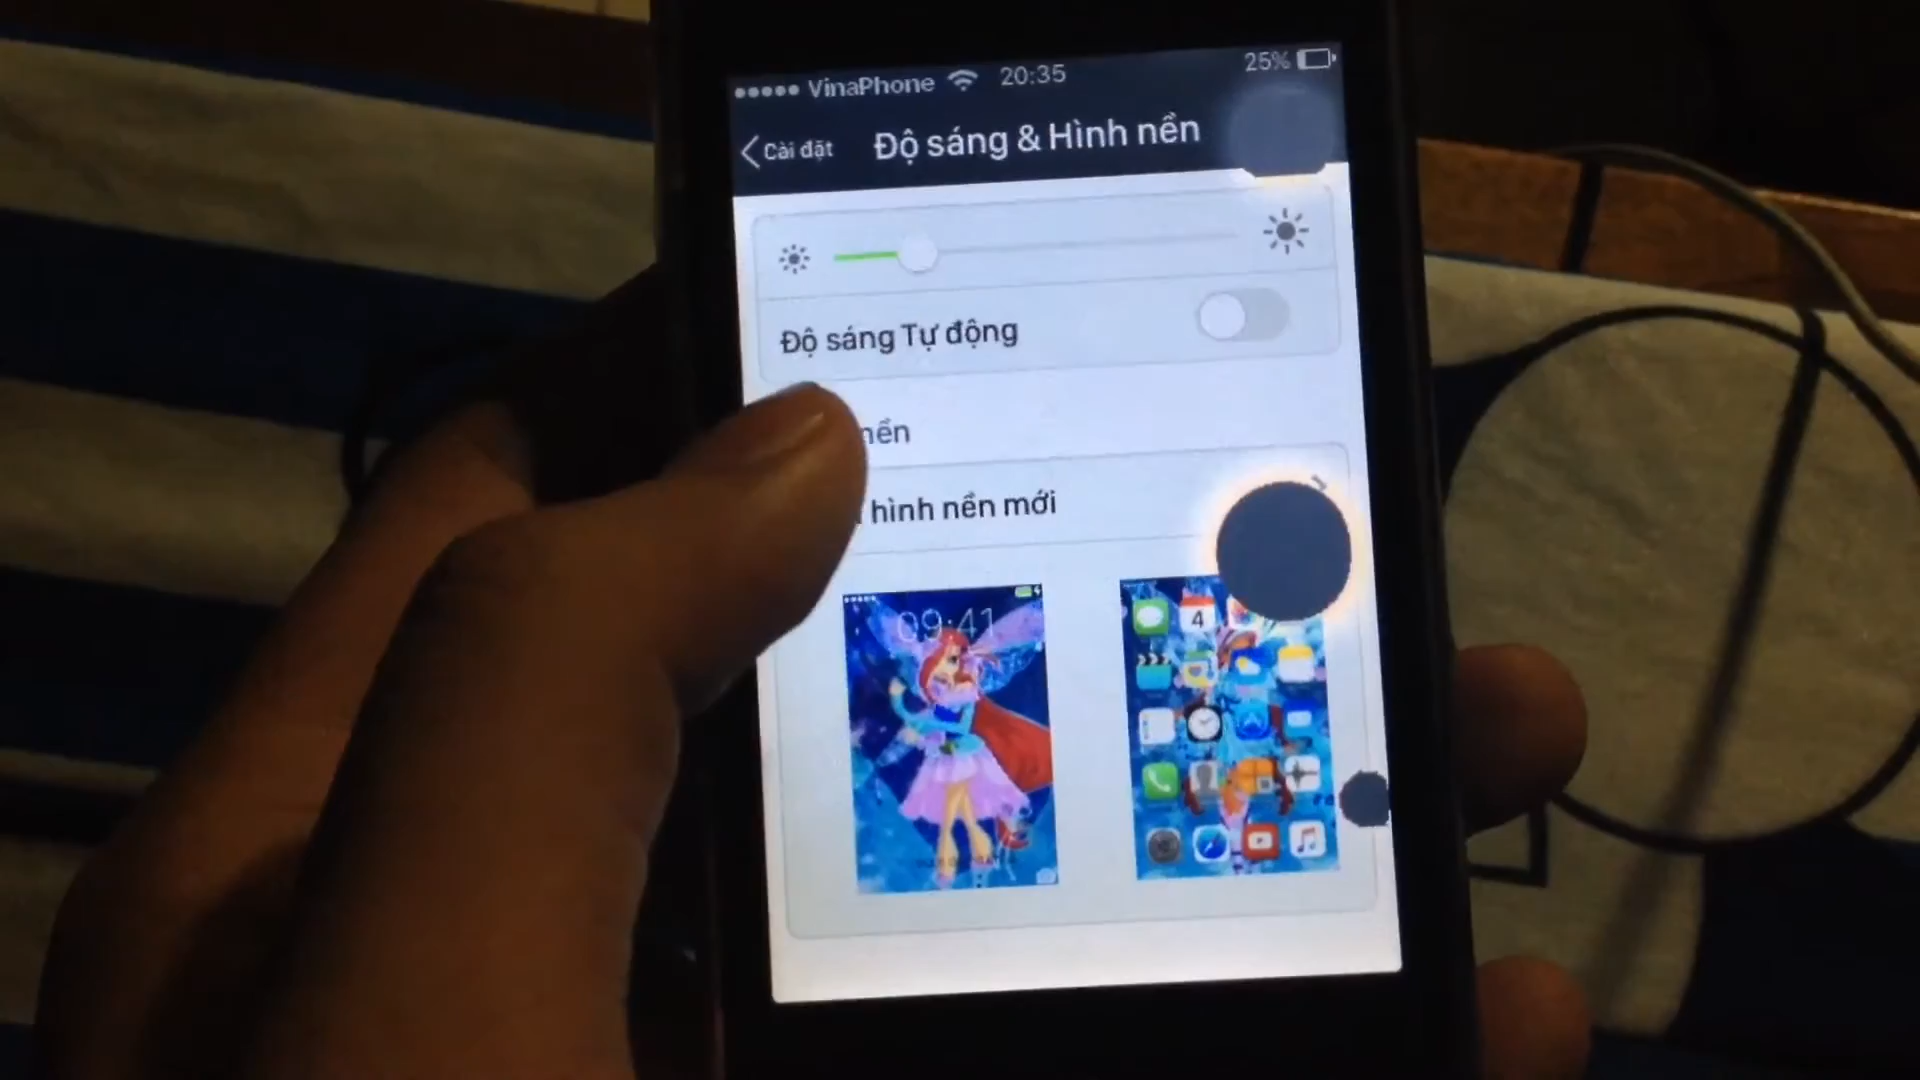 VinaPhone 20:35 25%
Cài đặt Độ sáng & Hình nền
Độ sáng Tự động
nền
hình nền mới
09:41
4